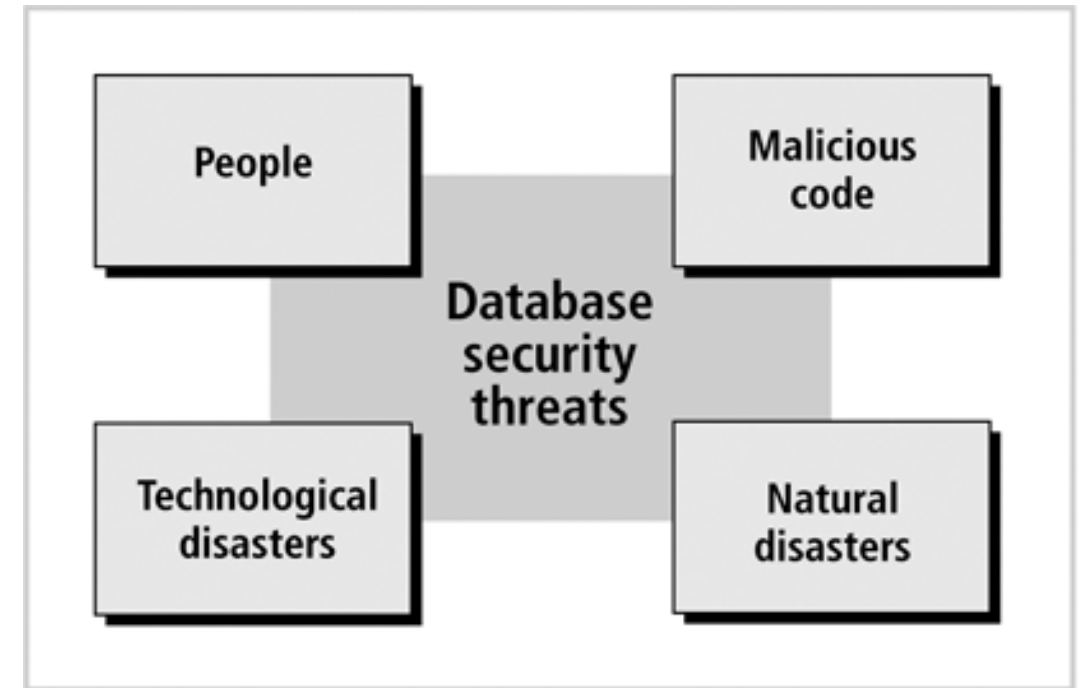 People
Malicious
code
Database
security
threats
Technological
disasters
Natural
disasters